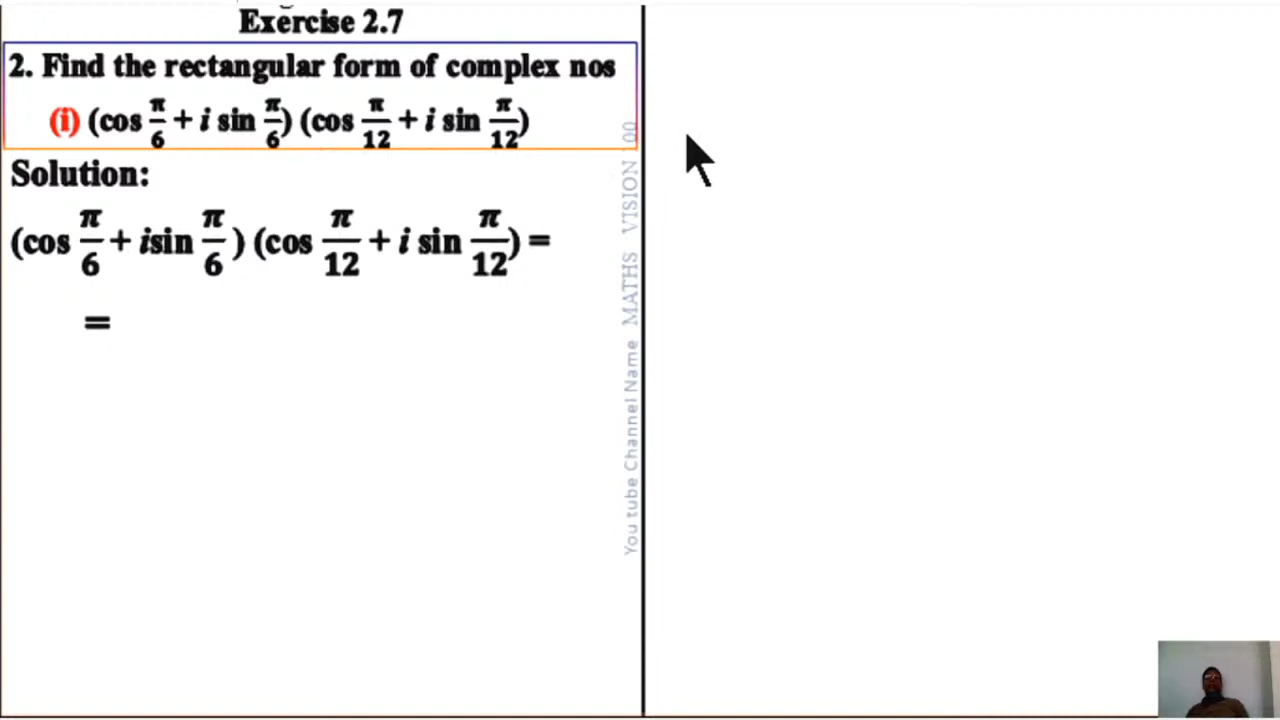 Exercise 2.7
2. Find the rectangular form of complex nos
(i) (cos π/6 + i sin π/6) (cos π/12 + i sin π/12)
Solution:
(cos π/6 + isin π/6 ) (cos π/12 + i sin π/12) =
=
You tube Channel Name MATHS VISION 100